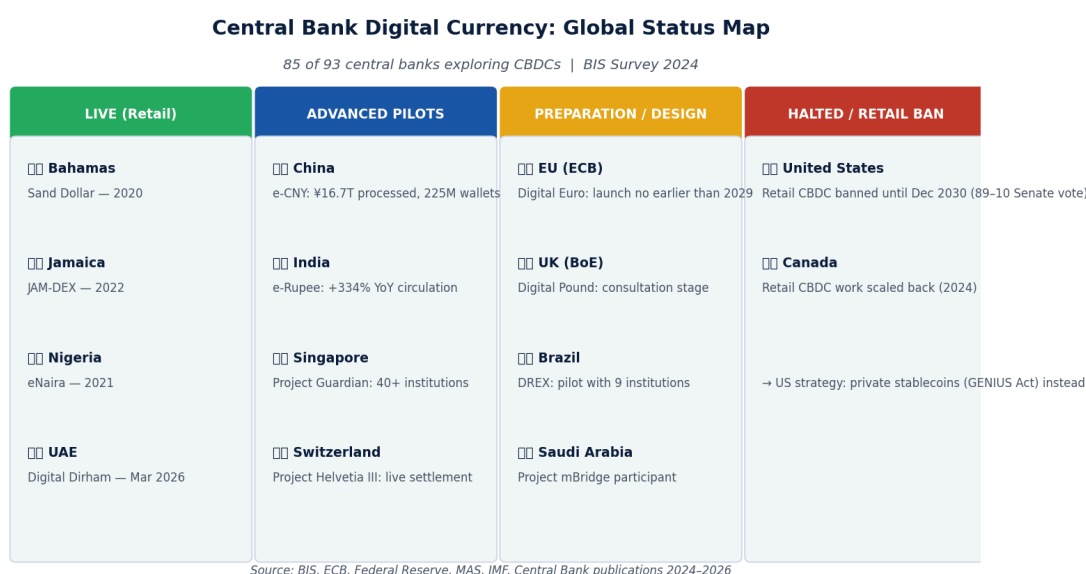 Central Bank Digital Currency: Global Status Map
85 of 93 central banks exploring CBDCs | BIS Survey 2024
LIVE (Retail)
Bahamas
Sand Dollar — 2020
Jamaica
JAM-DEX — 2022
Nigeria
eNaira — 2021
UAE
Digital Dirham — Mar 2026
ADVANCED PILOTS
China
e-CNY: ¥16.7T processed, 225M wallets
India
e-Rupee: +334% YoY circulation
Singapore
Project Guardian: 40+ institutions
Switzerland
Project Helvetia III: live settlement
PREPARATION / DESIGN
EU (ECB)
Digital Euro: launch no earlier than 2029
UK (BoE)
Digital Pound: consultation stage
Brazil
DREX: pilot with 9 institutions
Saudi Arabia
Project mBridge participant
HALTED / RETAIL BAN
United States
Retail CBDC banned until Dec 2030 (89–10 Senate vote)
Canada
Retail CBDC work scaled back (2024)
→ US strategy: private stablecoins (GENIUS Act) instead
Source: BIS, ECB, Federal Reserve, MAS, IMF, Central Bank publications 2024–2026